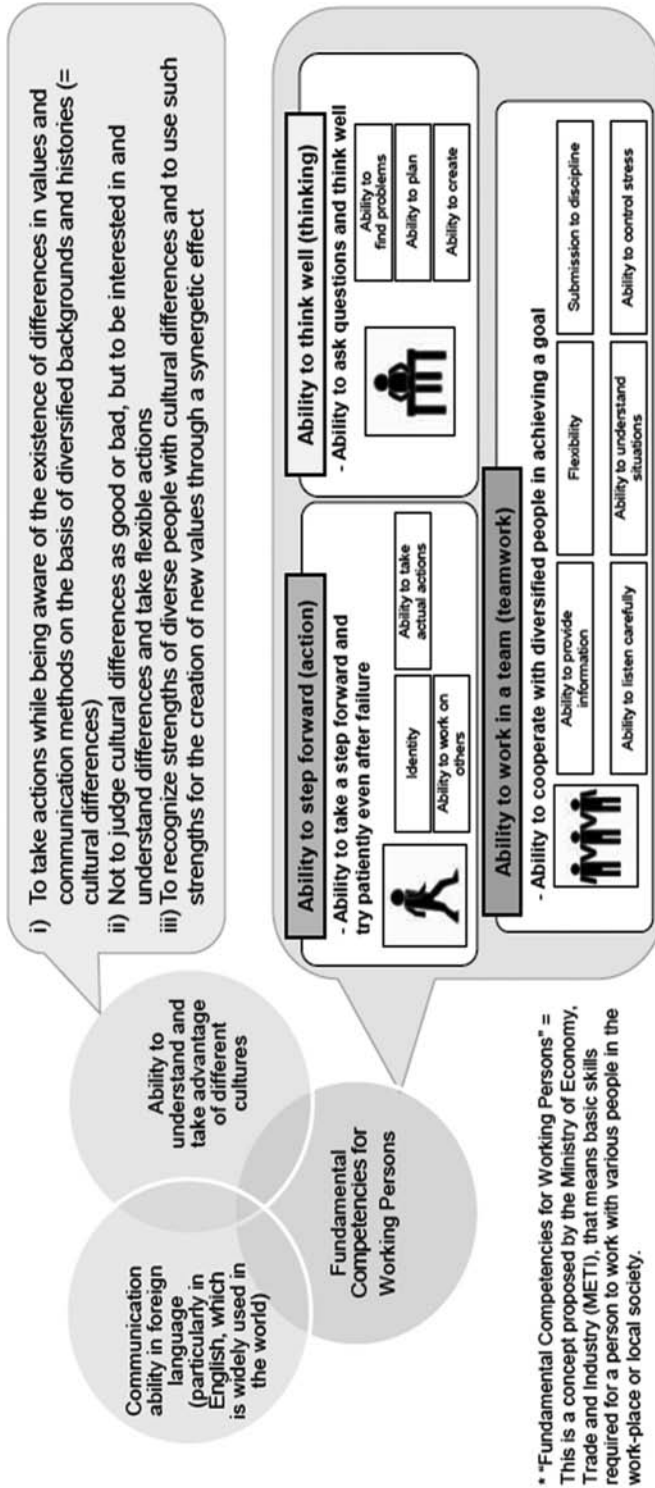 Communication
ability in foreign
language
(particularly in
English, which
is widely used in
the world)
Ability to
understand and
take advantage
of different
cultures
Fundamental
Competencies for
Working Persons
i) To take actions while being aware of the existence of differences in values and
communication methods on the basis of diversified backgrounds and histories (=
cultural differences)
ii) Not to judge cultural differences as good or bad, but to be interested in and
understand differences and take flexible actions
iii) To recognize strengths of diverse people with cultural differences and to use such
strengths for the creation of new values through a synergetic effect
Ability to step forward (action)
- Ability to take a step forward and
try patiently even after failure
Identity
Ability to work on
others
Ability to take
actual actions
Ability to think well (thinking)
- Ability to ask questions and think well
Ability to
find problems
Ability to plan
Ability to create
Ability to work in a team (teamwork)
- Ability to cooperate with diversified people in achieving a goal
Ability to provide
information
Flexibility
Submission to discipline
Ability to listen carefully
Ability to understand
situations
Ability to control stress
* "Fundamental Competencies for Working Persons" =
This is a concept proposed by the Ministry of Economy,
Trade and Industry (METI), that means basic skills
required for a person to work with various people in the
work-place or local society.